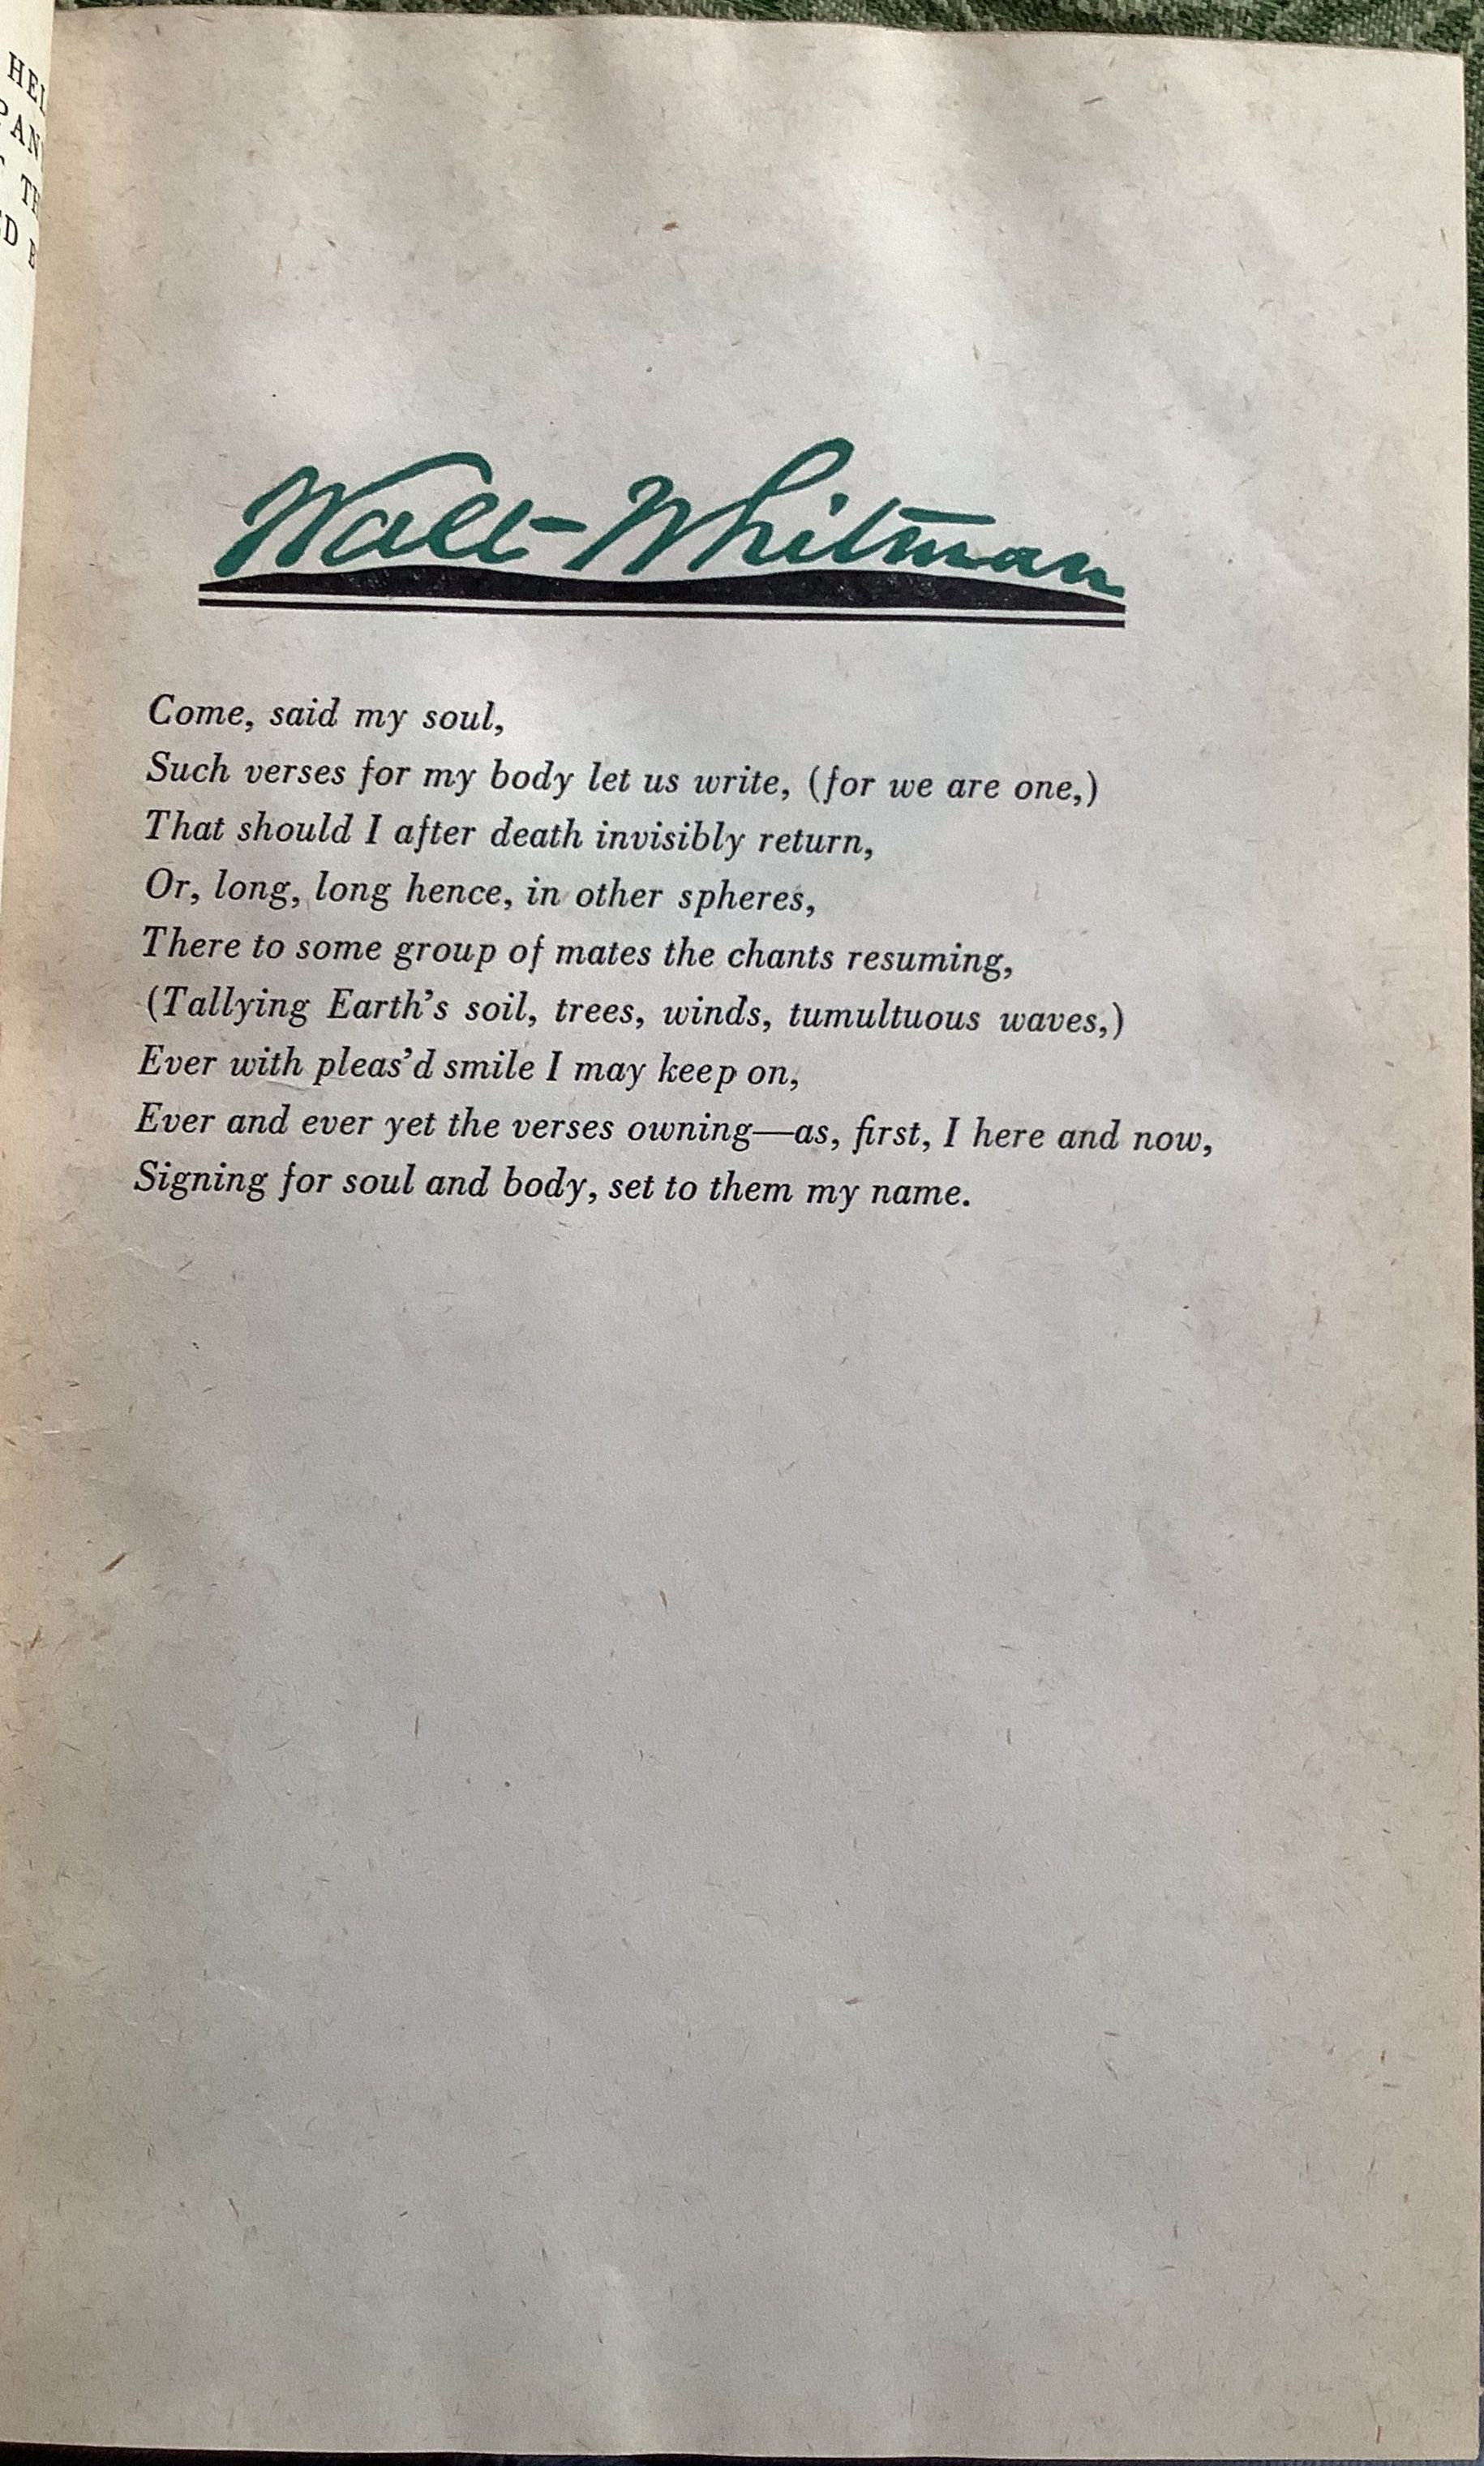 HEL
PAN
TH
ED B
Walt Whitman
Come, said my soul,
Such verses for my body let us write, (for we are one,)
That should I after death invisibly return,
Or, long, long hence, in other spheres,
There to some group of mates the chants resuming,
(Tallying Earth's soil, trees, winds, tumultuous waves,)
Ever with pleas'd smile I may keep on,
Ever and ever yet the verses owning—as, first, I here and now,
Signing for soul and body, set to them my name.